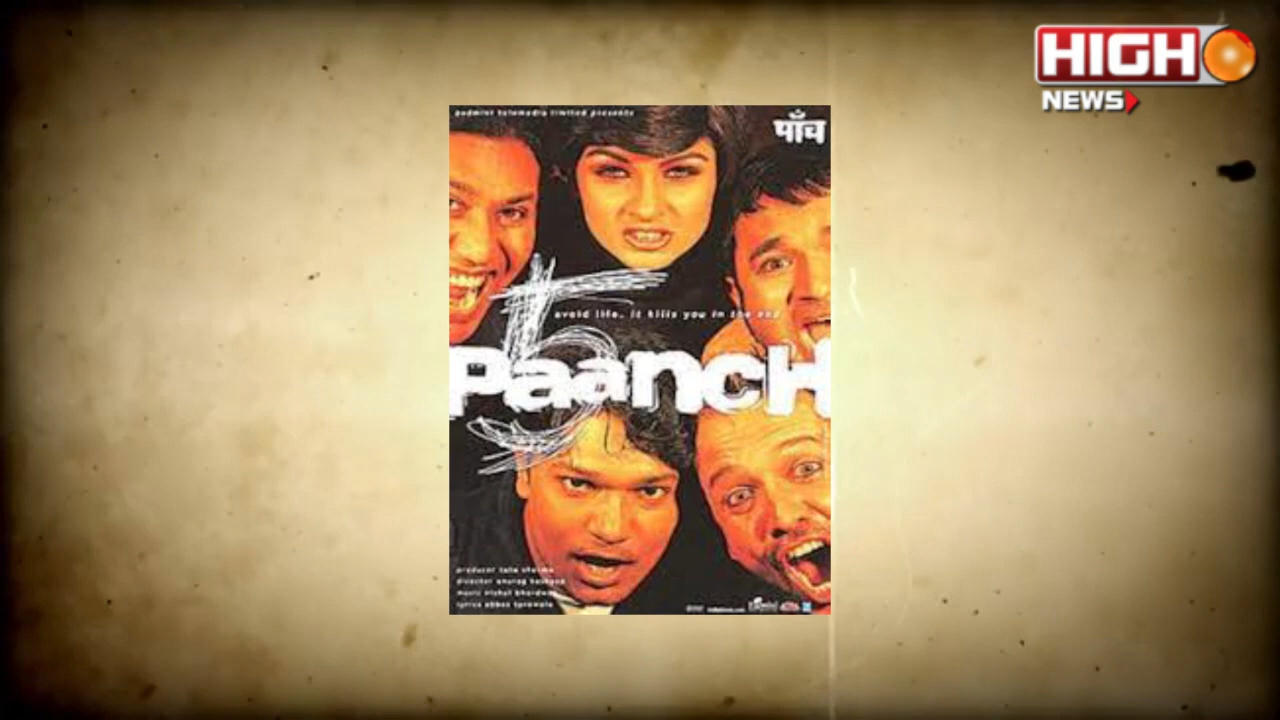 HIGH
NEWS
padmini telemedia limited presents
पाँच
5
avoid life. it kills you in the end
Paanch
producer tutu sharma
director anurag kashyap
music vishal bhardwaj
lyrics abbas tyrewala